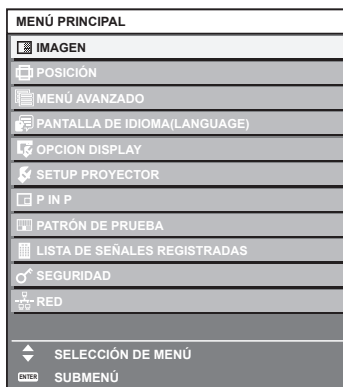 MENÚ PRINCIPAL
IMAGEN
POSICIÓN
MENÚ AVANZADO
PANTALLA DE IDIOMA(LANGUAGE)
OPCION DISPLAY
SETUP PROYECTOR
P IN P
PATRÓN DE PRUEBA
LISTA DE SEÑALES REGISTRADAS
SEGURIDAD
RED
SELECCIÓN DE MENÚ
ENTER SUBMENÚ